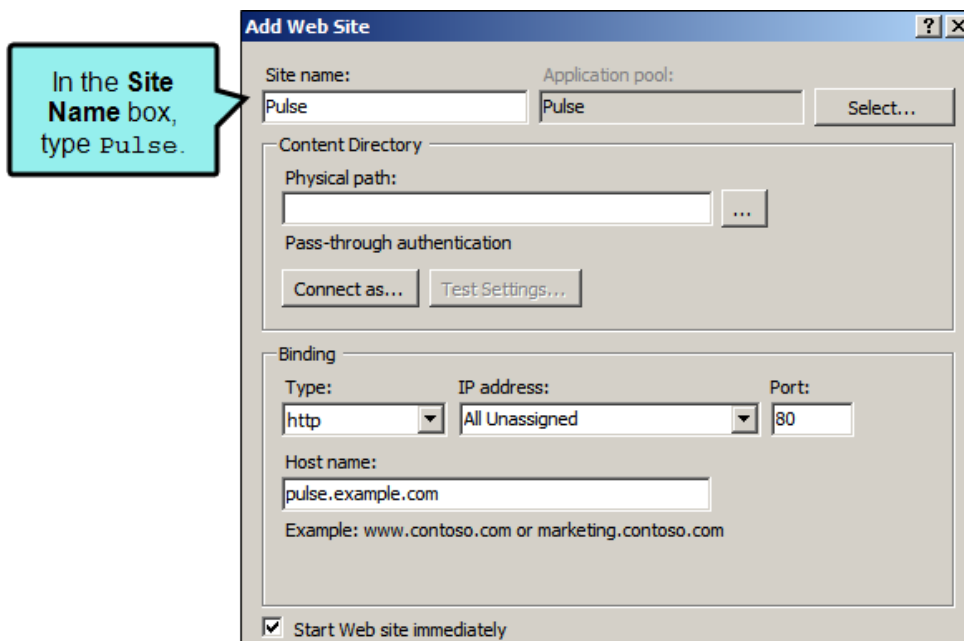 Add Web Site
In the Site
Name box,
type Pulse.
Site name: Application pool:
Pulse Pulse Select...
Content Directory
Physical path:
...
Pass-through authentication
Connect as... Test Settings...
Binding
Type: IP address: Port:
http All Unassigned 80
Host name:
pulse.example.com
Example: www.contoso.com or marketing.contoso.com
Start Web site immediately